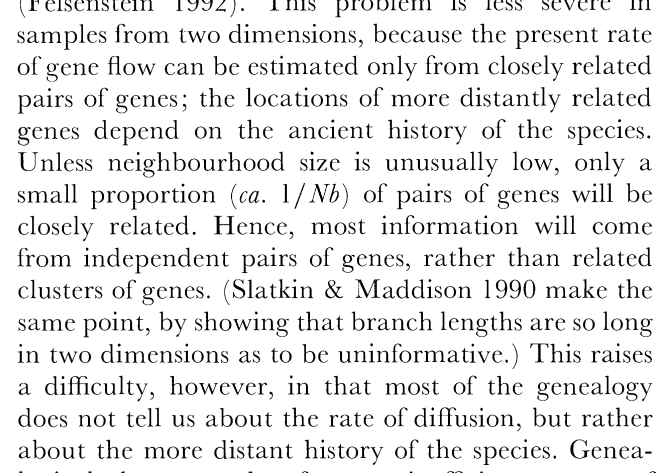 (Felsenstein 1992). This problem is less severe in
samples from two dimensions, because the present rate
of gene flow can be estimated only from closely related
pairs of genes; the locations of more distantly related
genes depend on the ancient history of the species.
Unless neighbourhood size is unusually low, only a
small proportion (ca. 1/Nb) of pairs of genes will be
closely related. Hence, most information will come
from independent pairs of genes, rather than related
clusters of genes. (Slatkin & Maddison 1990 make the
same point, by showing that branch lengths are so long
in two dimensions as to be uninformative.) This raises
a difficulty, however, in that most of the genealogy
does not tell us about the rate of diffusion, but rather
about the more distant history of the species. Genea-